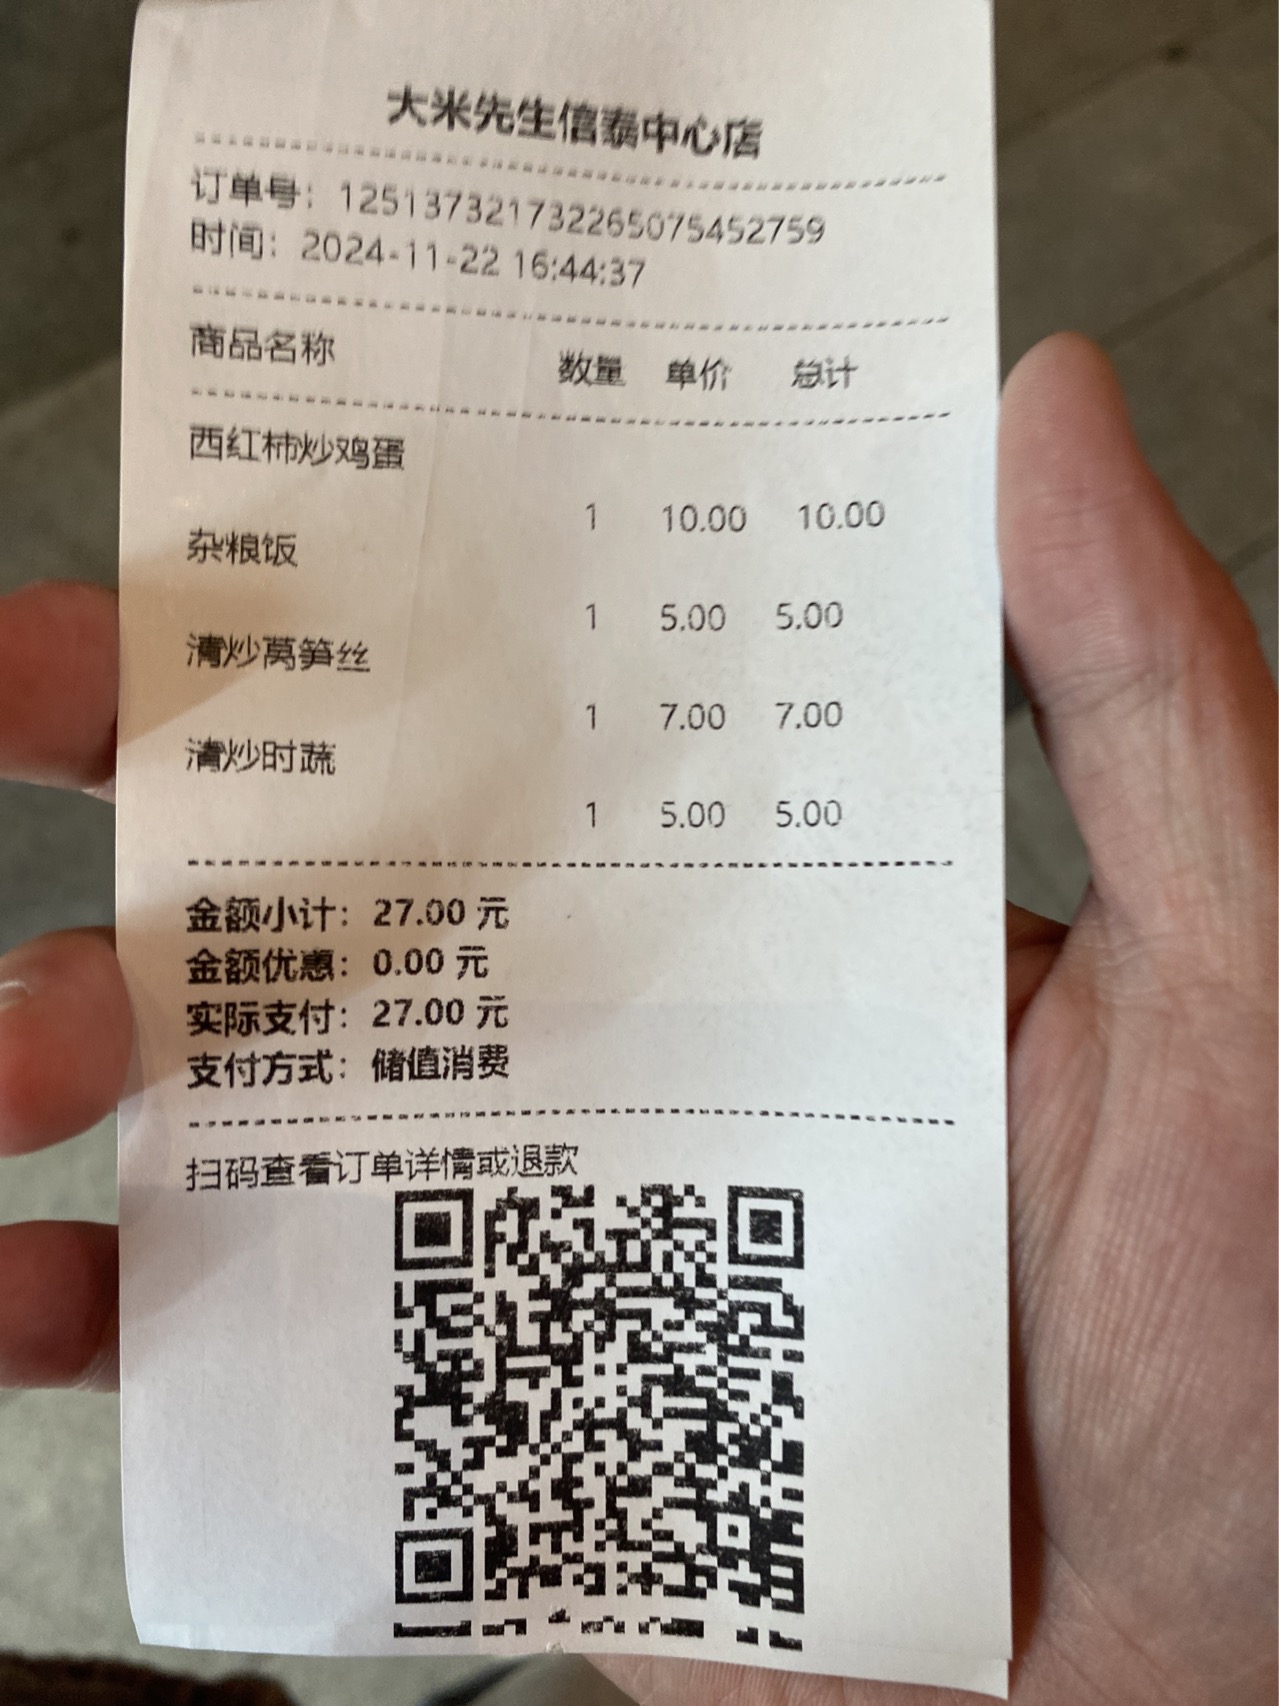 大米先生信泰中心店
订单号：1251373217322650754527​59
时间：2024-11-22 16:44:37
商品名称 数量 单价 总计
西红柿炒鸡蛋
1 10.00 10.00
杂粮饭
1 5.00 5.00
清炒莴笋丝
1 7.00 7.00
清炒时蔬
1 5.00 5.00
金额小计：27.00 元
金额优惠：0.00 元
实际支付：27.00 元
支付方式：储值消费
扫码查看订单详情或退款